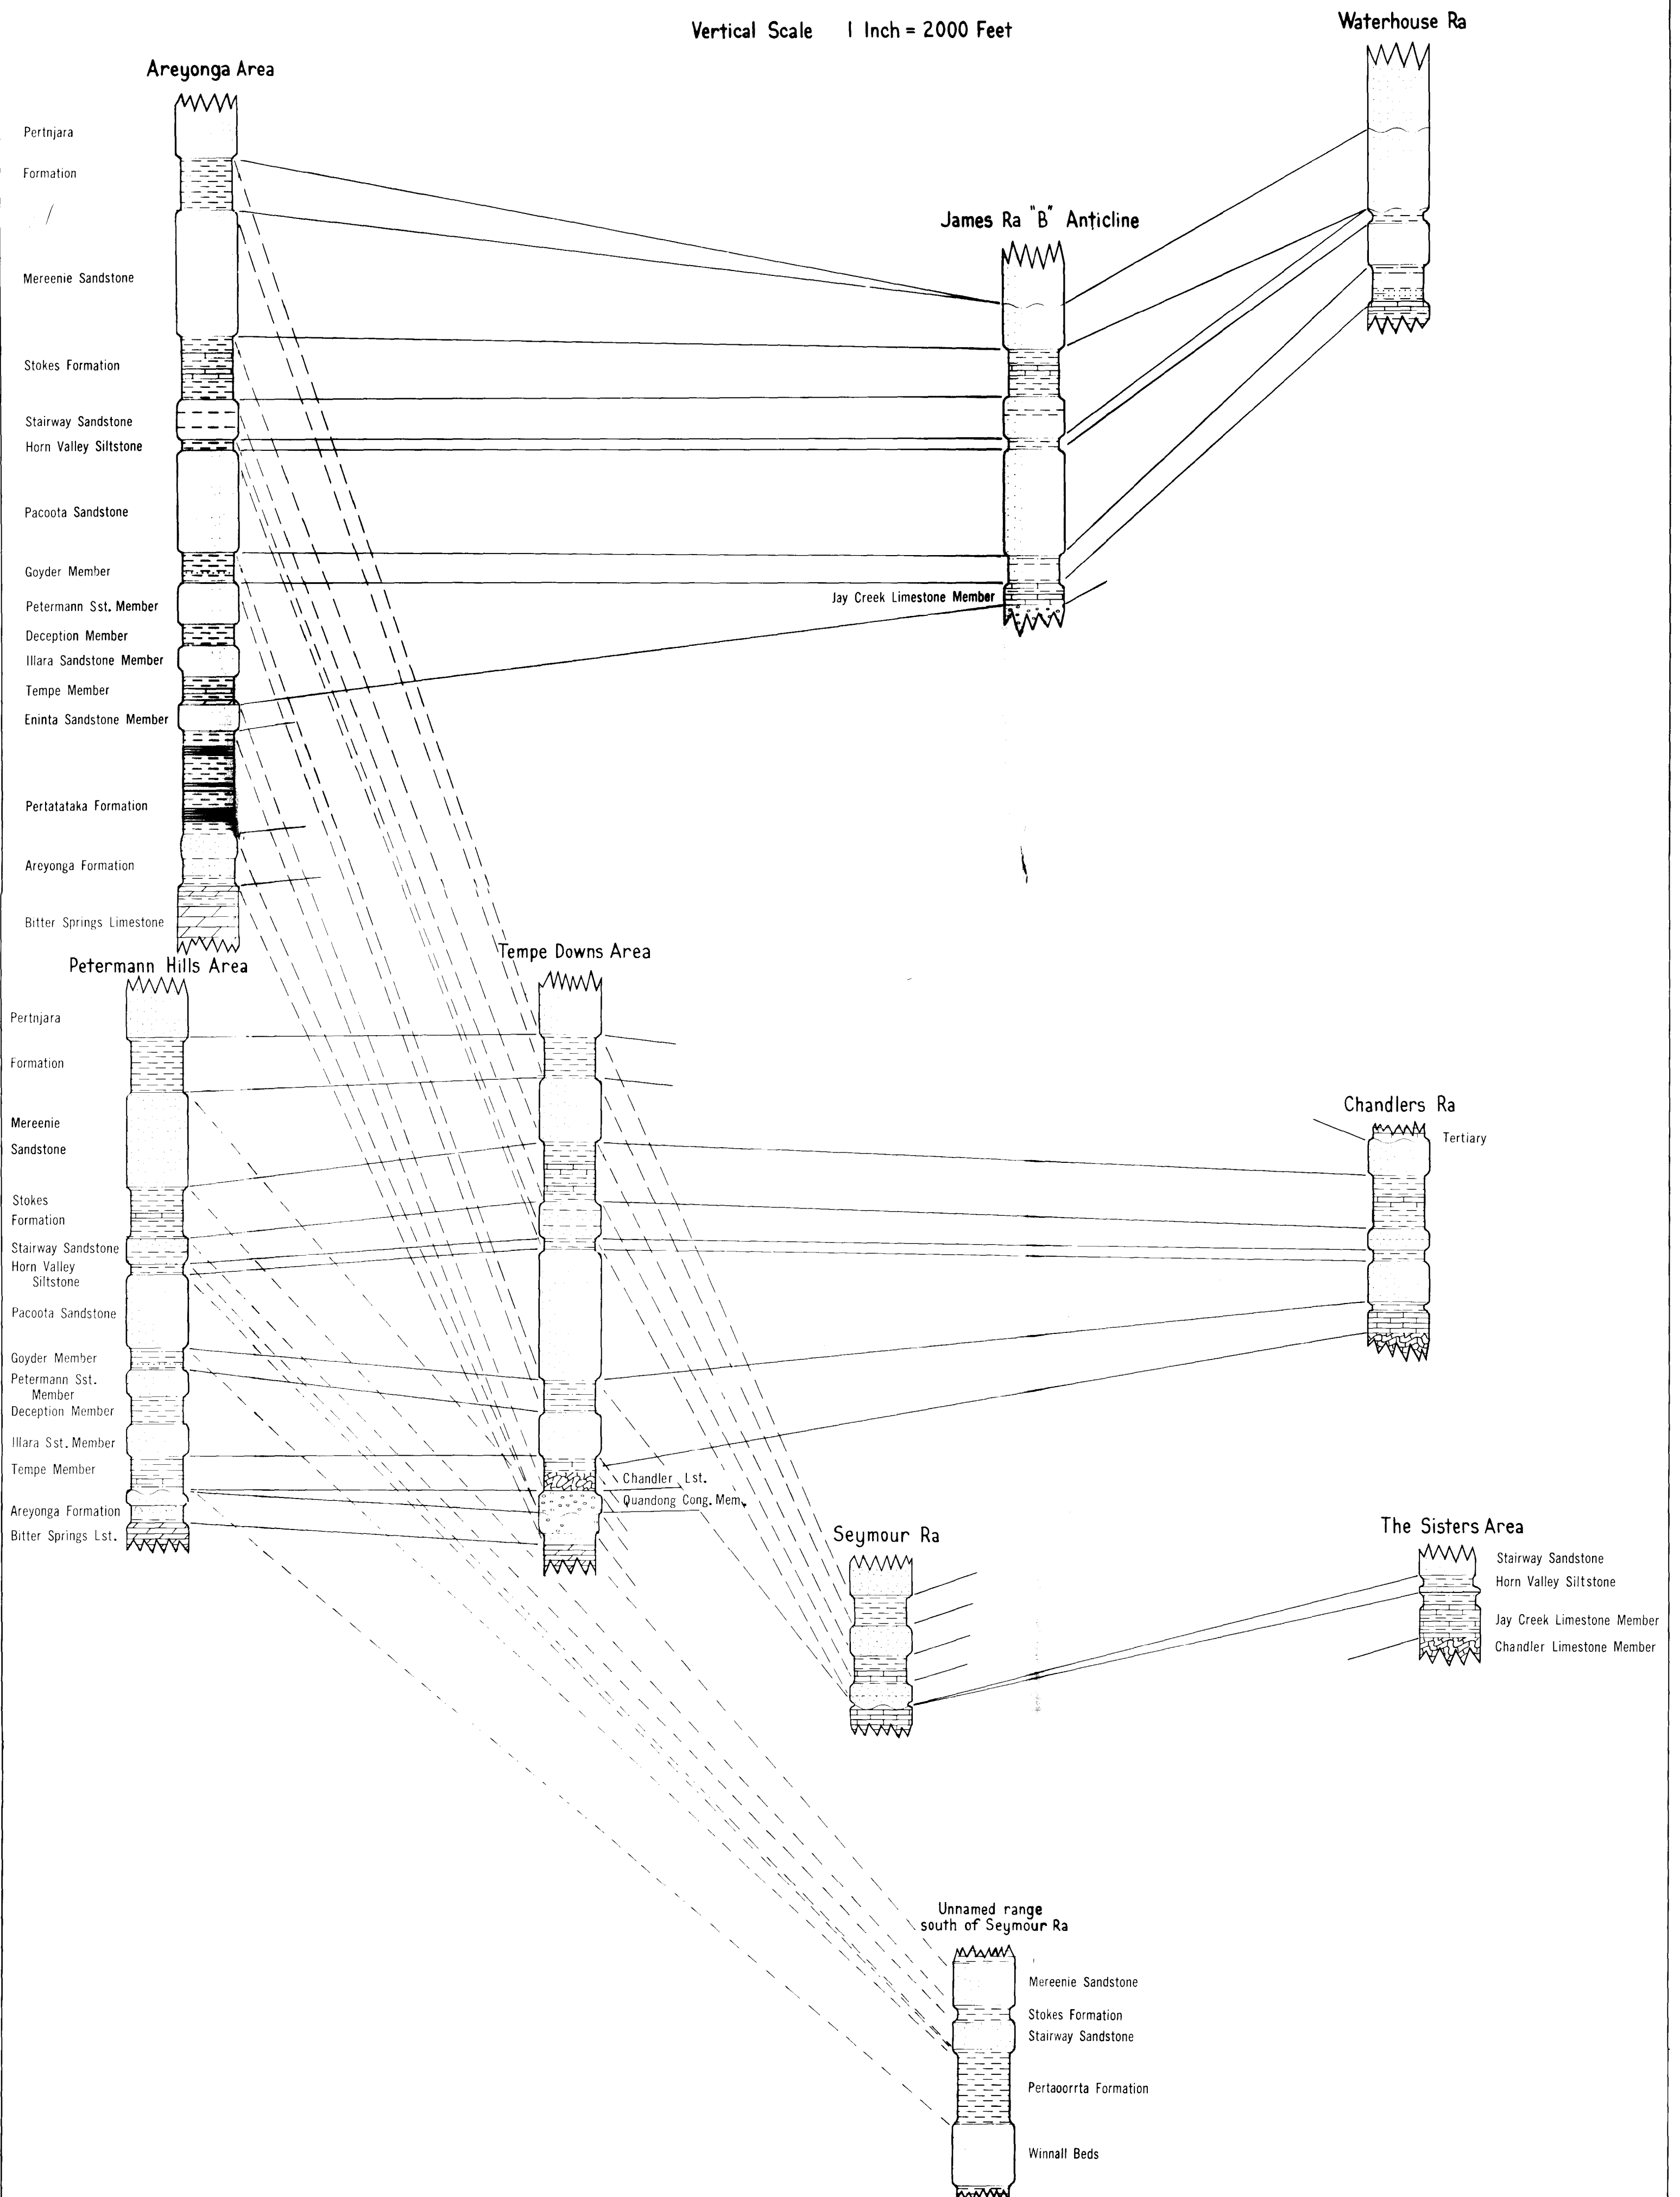 Vertical Scale 1 Inch = 2000 Feet
Waterhouse Ra
Areyonga Area
Pertnjara
Formation
James Ra "B" Anticline
Mereenie Sandstone
Stokes Formation
Stairway Sandstone
Horn Valley Siltstone
Pacoota Sandstone
Goyder Member
Jay Creek Limestone Member
Petermann Sst. Member
Deception Member
Illara Sandstone Member
Tempe Member
Eninta Sandstone Member
Pertatataka Formation
Areyonga Formation
Bitter Springs Limestone
Petermann Hills Area
Tempe Downs Area
Pertnjara
Formation
Mereenie
Sandstone
Stokes
Formation
Stairway Sandstone
Horn Valley
Siltstone
Pacoota Sandstone
Goyder Member
Petermann Sst.
Member
Deception Member
Illara Sst. Member
Tempe Member
Areyonga Formation
Bitter Springs Lst.
Chandler Lst.
Quandong Cong. Mem.
Chandlers Ra
Tertiary
Seymour Ra
The Sisters Area
Stairway Sandstone
Horn Valley Siltstone
Jay Creek Limestone Member
Chandler Limestone Member
Unnamed range
south of Seymour Ra
Mereenie Sandstone
Stokes Formation
Stairway Sandstone
Pertaoorrta Formation
Winnall Beds